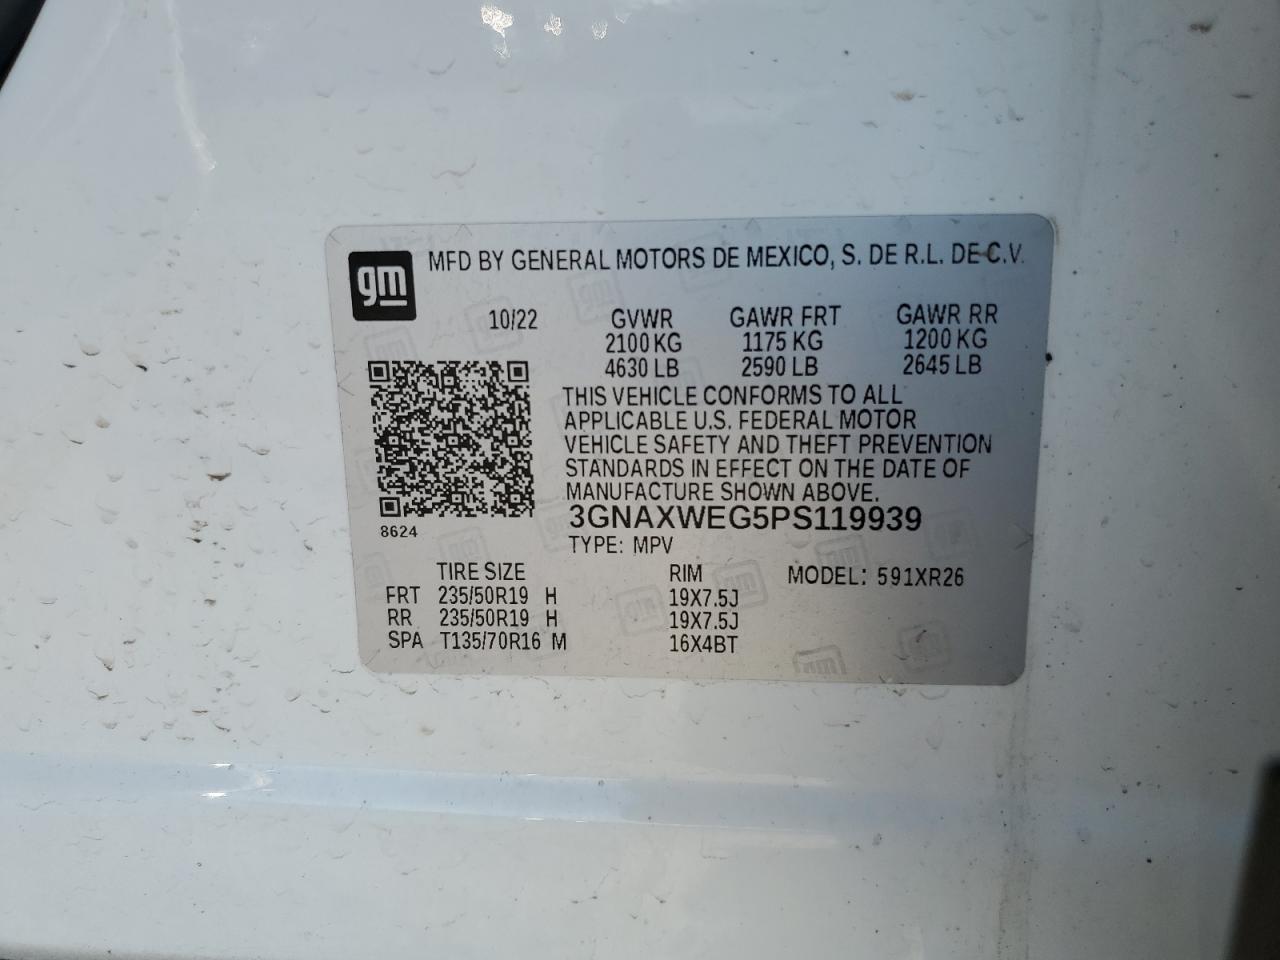 gm
MFD BY GENERAL MOTORS DE MEXICO, S. DE R.L. DE C.V.
10/22 GVWR GAWR FRT GAWR RR
2100 KG 1175 KG 1200 KG
4630 LB 2590 LB 2645 LB
THIS VEHICLE CONFORMS TO ALL
APPLICABLE U.S. FEDERAL MOTOR
VEHICLE SAFETY AND THEFT PREVENTION
STANDARDS IN EFFECT ON THE DATE OF
MANUFACTURE SHOWN ABOVE.
8624
3GNAXWEG5PS119939
TYPE: MPV
TIRE SIZE RIM MODEL: 591XR26
FRT 235/50R19 H 19X7.5J
RR 235/50R19 H 19X7.5J
SPA T135/70R16 M 16X4BT